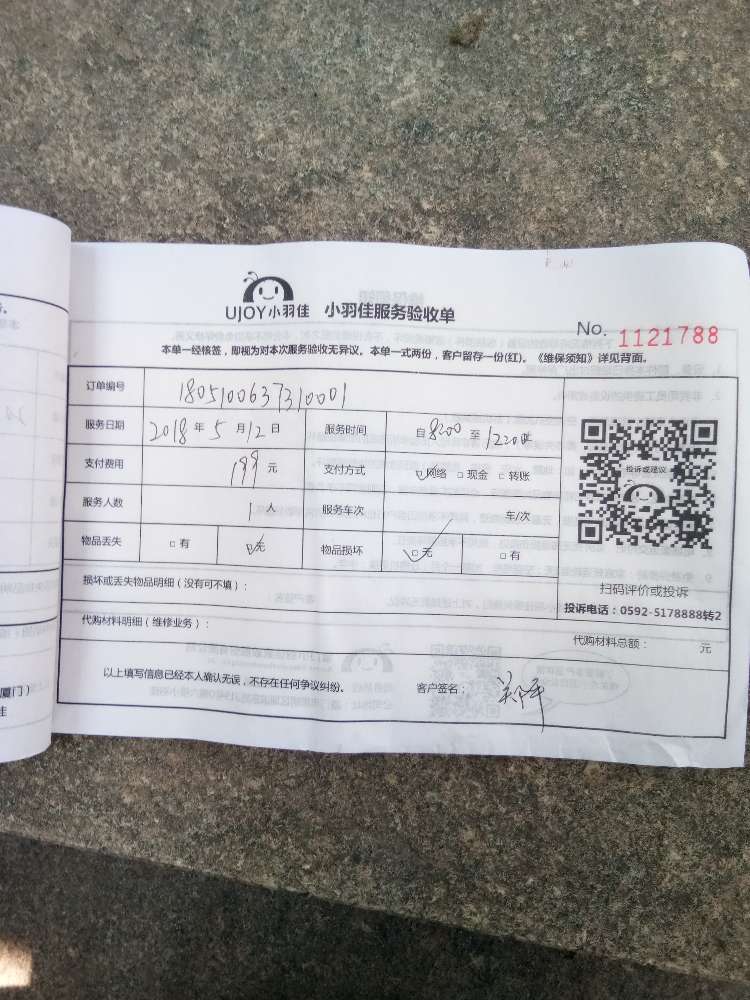 UJOY小羽佳 小羽佳服务验收单
No. 1121788
本单一经核签，即视为对本次服务验收无异议。本单一式两份，客户留存一份(红)。《维保须知》详见背面。
订单编号 1805100637310001
服务日期 2018年5月12日 服务时间 自8:00至12:00
支付费用 199元 支付方式 ☑网络 □现金 □转账
服务人数 1人 服务车次 车/次
物品丢失 □有 ☑无 物品损坏 ☑无 □有
投诉或建议
扫码评价或投诉
投诉电话：0592-5178888转2
损坏或丢失物品明细（没有可不填）：
代购材料明细（维修业务）： 代购材料总额： 元
以上填写信息已经本人确认无误，不存在任何争议纠纷。 客户签名：
厦门）